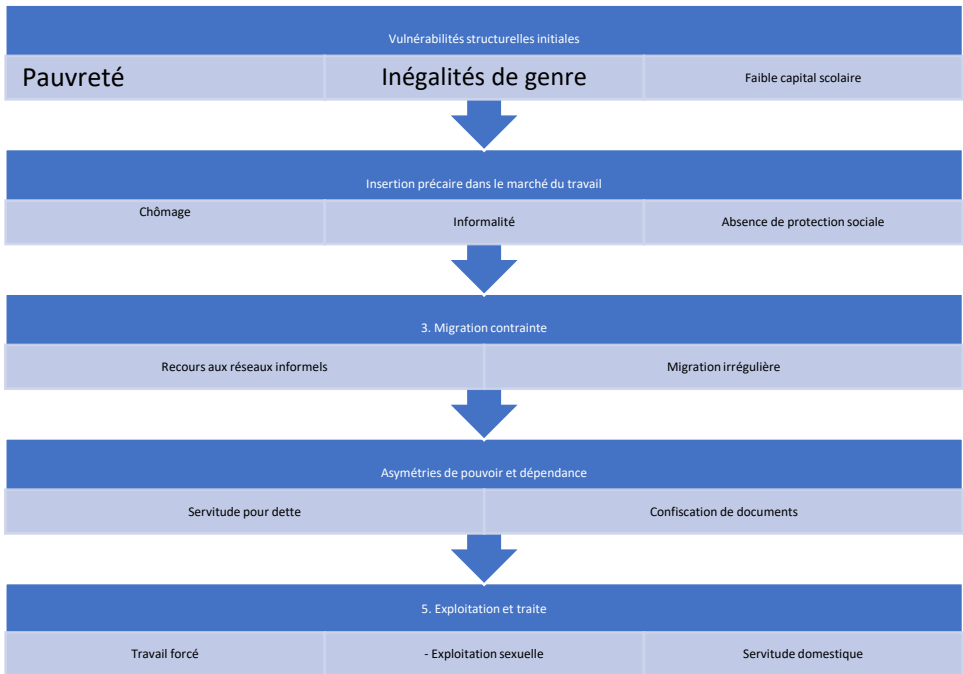 Vulnérabilités structurelles initiales
Pauvreté
Inégalités de genre
Faible capital scolaire
Insertion précaire dans le marché du travail
Chômage
Informalité
Absence de protection sociale
3. Migration contrainte
Recours aux réseaux informels
Migration irrégulière
Asymétries de pouvoir et dépendance
Servitude pour dette
Confiscation de documents
5. Exploitation et traite
Travail forcé
- Exploitation sexuelle
Servitude domestique